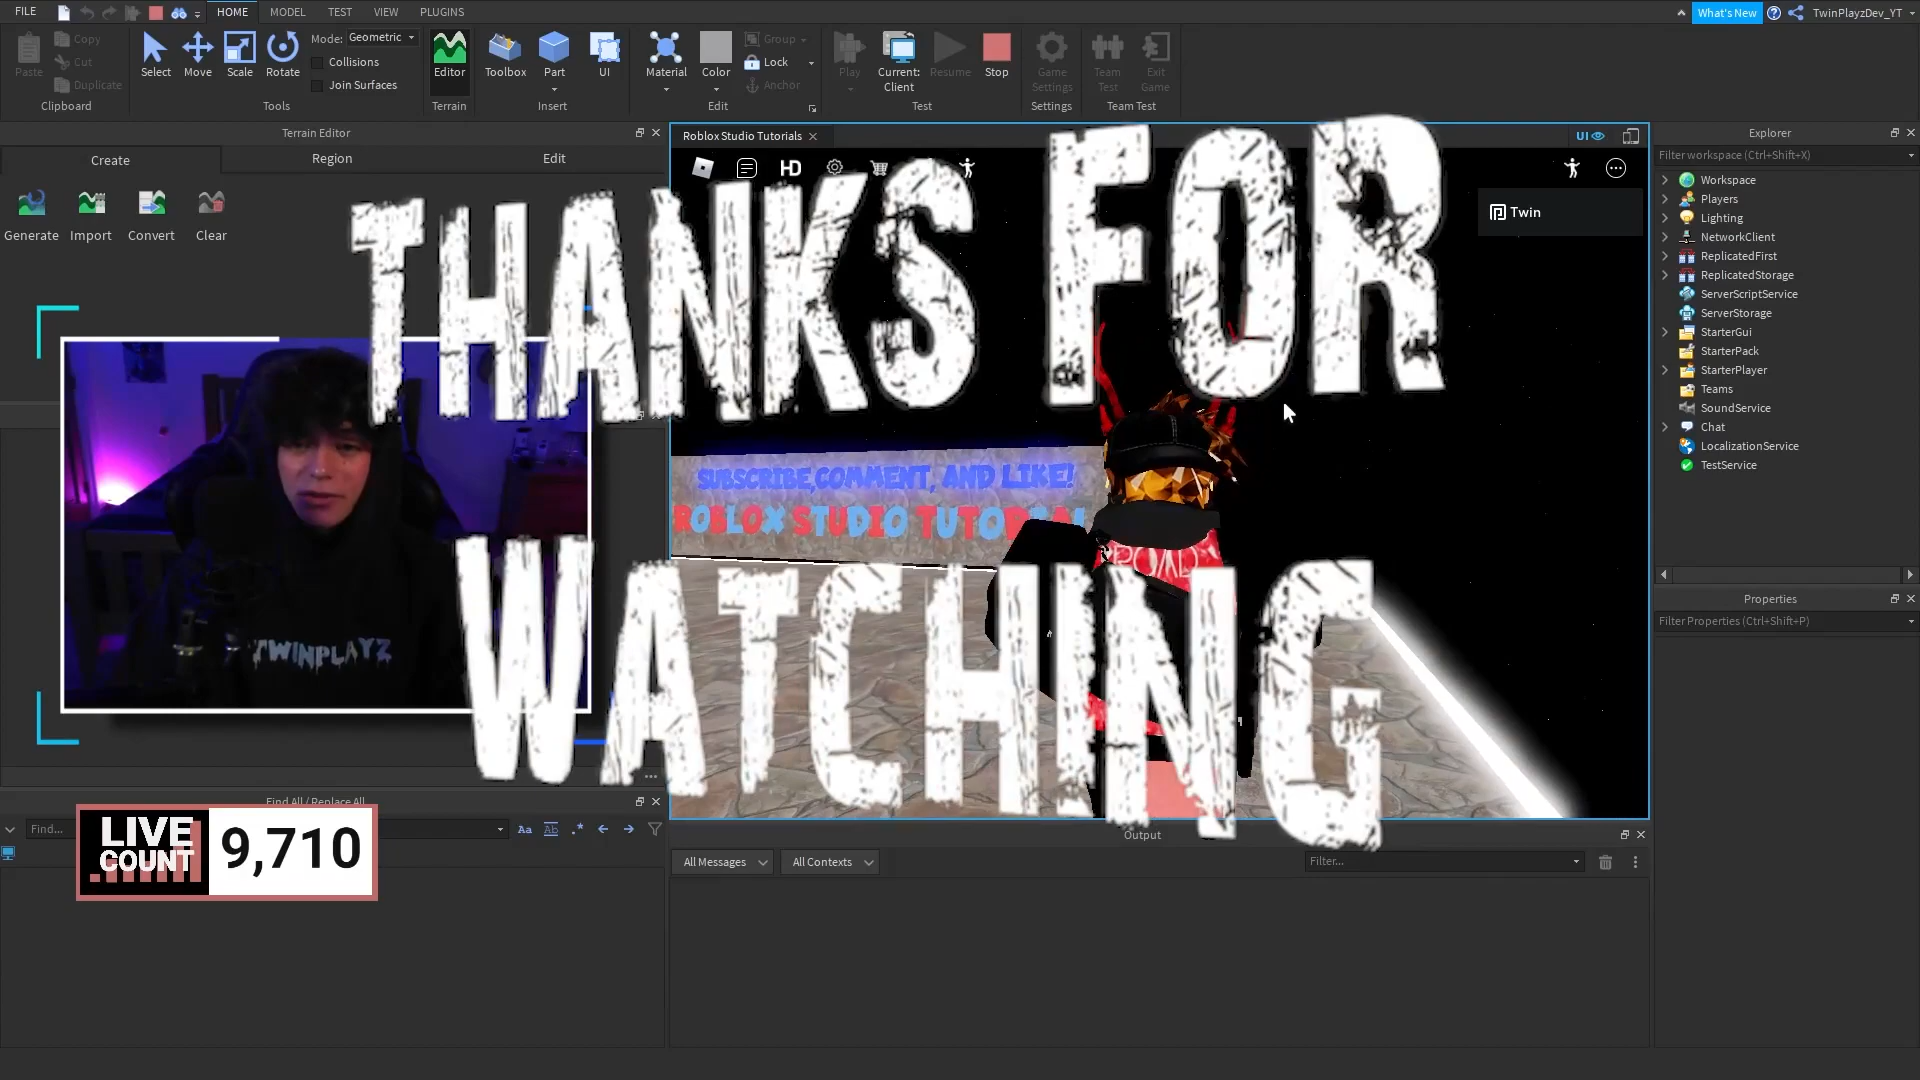 FILE HOME MODEL TEST VIEW PLUGINS What's New TwinPlayzDev_YT
Paste Copy Cut Duplicate
Clipboard
Select Move Scale Rotate
Mode: Geometric
Collisions
Join Surfaces
Tools
Editor
Terrain
Toolbox Part UI
Insert
Material Color Group Lock Anchor
Edit
Play Current: Client Resume Stop
Test
Game Settings
Settings
Team Test Exit Game
Team Test
Terrain Editor
Create Region Edit
Generate Import Convert Clear
Roblox Studio Tutorials
UI
HD
Twin
THANKS FOR
WATCHING
SUBSCRIBE, COMMENT, AND LIKE!
ROBLOX STUDIO
TWINPLAYZ
Explorer
Filter workspace (Ctrl+Shift+X)
Workspace
Players
Lighting
NetworkClient
ReplicatedFirst
ReplicatedStorage
ServerScriptService
ServerStorage
StarterGui
StarterPack
StarterPlayer
Teams
SoundService
Chat
LocalizationService
TestService
Properties
Filter Properties (Ctrl+Shift+P)
Find All / Replace All
Find...
Aa Ab .*
LIVE
COUNT
9,710
Output
All Messages All Contexts Filter...